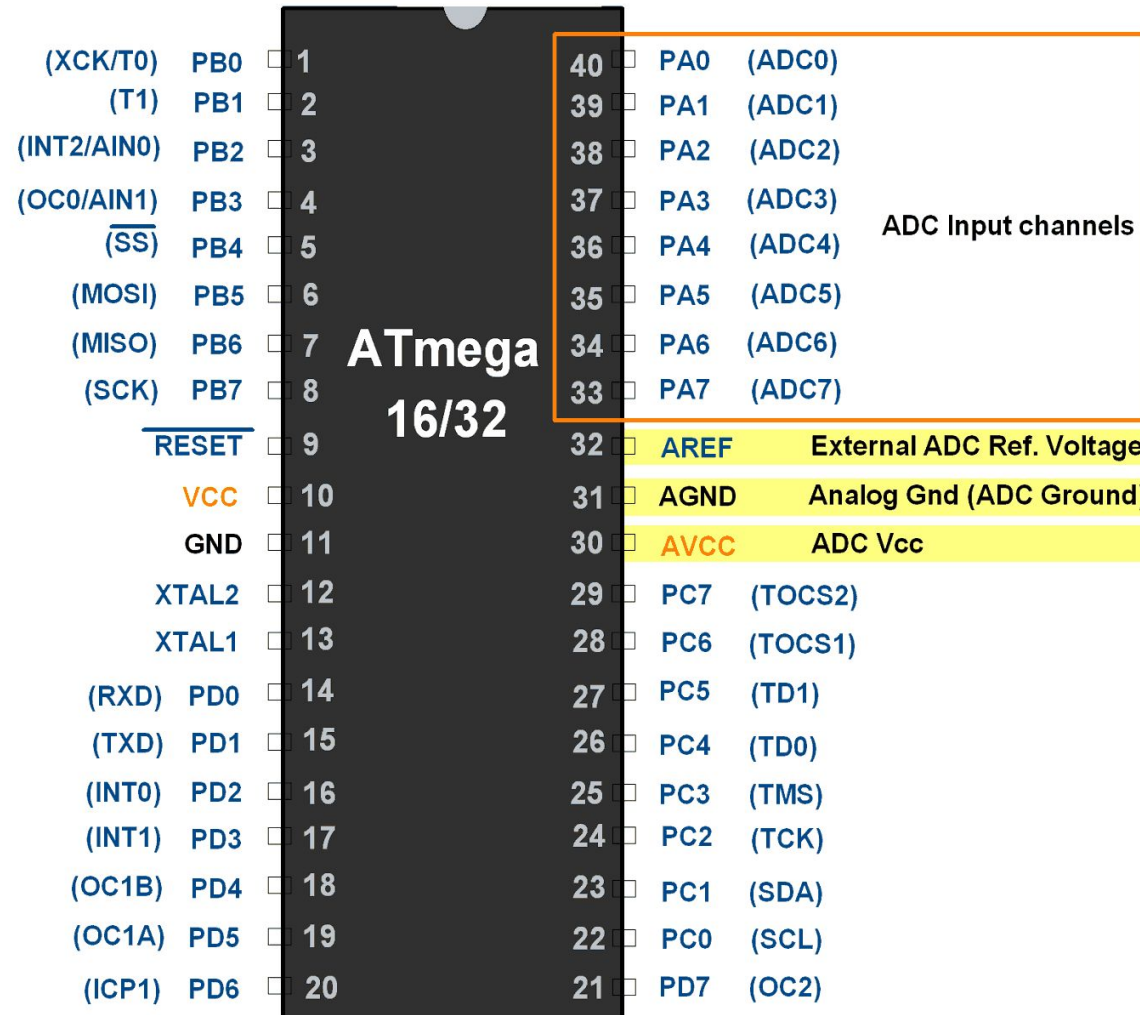 (XCK/T0) PB0 1 40 PA0 (ADC0)
(T1) PB1 2 39 PA1 (ADC1)
(INT2/AIN0) PB2 3 38 PA2 (ADC2)
(OC0/AIN1) PB3 4 37 PA3 (ADC3)
ADC Input channels
(SS) PB4 5 36 PA4 (ADC4)
(MOSI) PB5 6 35 PA5 (ADC5)
(MISO) PB6 7 34 PA6 (ADC6)
ATmega
(SCK) PB7 8 33 PA7 (ADC7)
16/32
RESET 9 32 AREF External ADC Ref. Voltage
VCC 10 31 AGND Analog Gnd (ADC Ground)
GND 11 30 AVCC ADC Vcc
XTAL2 12 29 PC7 (TOCS2)
XTAL1 13 28 PC6 (TOCS1)
(RXD) PD0 14 27 PC5 (TD1)
(TXD) PD1 15 26 PC4 (TD0)
(INT0) PD2 16 25 PC3 (TMS)
(INT1) PD3 17 24 PC2 (TCK)
(OC1B) PD4 18 23 PC1 (SDA)
(OC1A) PD5 19 22 PC0 (SCL)
(ICP1) PD6 20 21 PD7 (OC2)